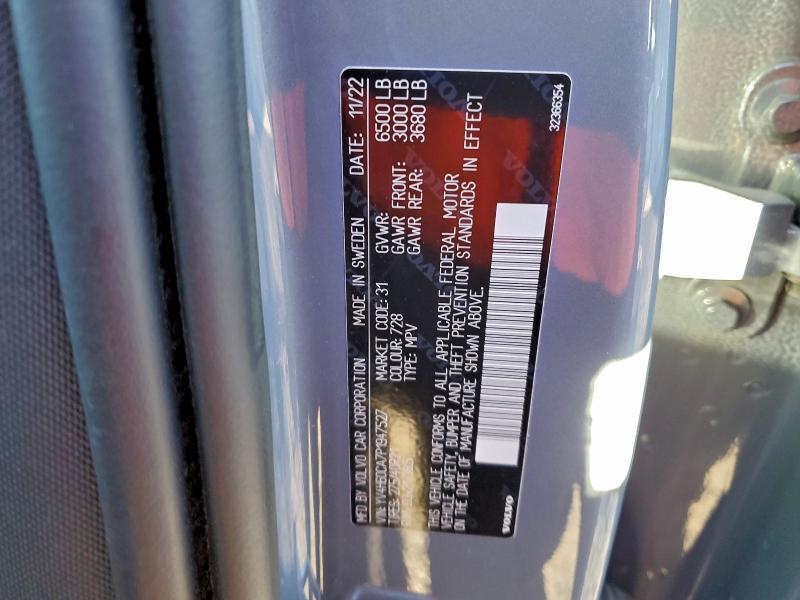 MFD BY VOLVO CAR CORPORATION MADE IN SWEDEN DATE: 11/22
MARKET CODE: 31 GVWR: 6500 LB
COLOUR: 728 GAWR FRONT: 3000 LB
TYPE: MPV GAWR REAR: 3680 LB
THIS VEHICLE CONFORMS TO ALL APPLICABLE FEDERAL MOTOR
VEHICLE SAFETY, BUMPER AND THEFT PREVENTION STANDARDS IN EFFECT
ON THE DATE OF MANUFACTURE SHOWN ABOVE.
VOLVO
32366354